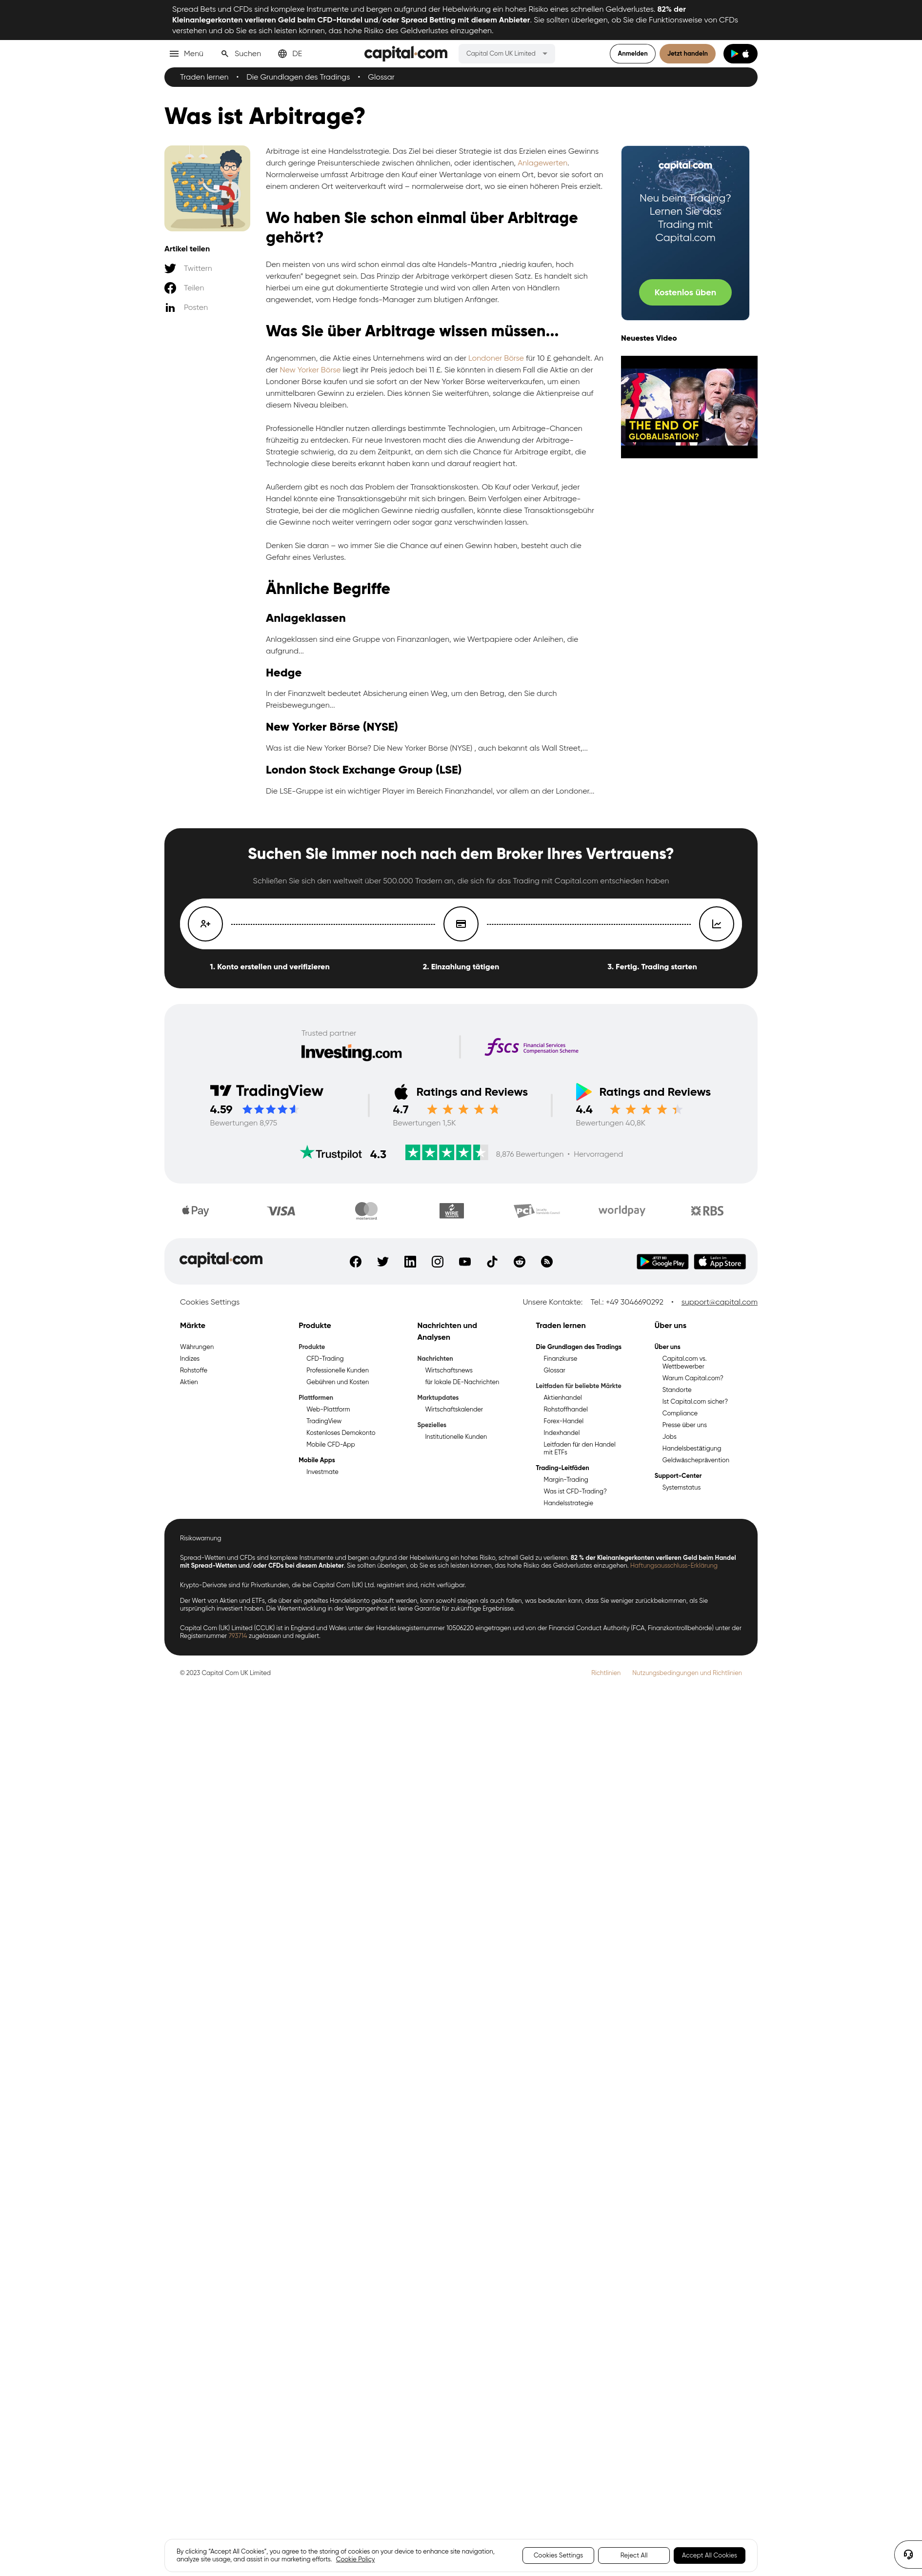 Spread Bets und CFDs sind komplexe Instrumente und bergen aufgrund der Hebelwirkung ein hohes Risiko eines schnellen Geldverlustes. 82% der
Kleinanlegerkonten verlieren Geld beim CFD-Handel und/oder Spread Betting mit diesem Anbieter. Sie sollten überlegen, ob Sie die Funktionsweise von CFDs
verstehen und ob Sie es sich leisten können, das hohe Risiko des Geldverlustes einzugehen.
Menü
Suchen
DE
capital.com
Capital Com UK Limited
Anmelden
Jetzt handeln
Traden lernen • Die Grundlagen des Tradings • Glossar
Was ist Arbitrage?
Artikel teilen
Twittern
Teilen
Posten
Arbitrage ist eine Handelsstrategie. Das Ziel bei dieser Strategie ist das Erzielen eines Gewinns
durch geringe Preisunterschiede zwischen ähnlichen, oder identischen, Anlagewerten.
Normalerweise umfasst Arbitrage den Kauf einer Wertanlage von einem Ort, bevor sie sofort an
einem anderen Ort weiterverkauft wird – normalerweise dort, wo sie einen höheren Preis erzielt.
Wo haben Sie schon einmal über Arbitrage
gehört?
Den meisten von uns wird schon einmal das alte Handels-Mantra „niedrig kaufen, hoch
verkaufen" begegnet sein. Das Prinzip der Arbitrage verkörpert diesen Satz. Es handelt sich
hierbei um eine gut dokumentierte Strategie und wird von allen Arten von Händlern
angewendet, vom Hedge fonds-Manager zum blutigen Anfänger.
Was Sie über Arbitrage wissen müssen...
Angenommen, die Aktie eines Unternehmens wird an der Londoner Börse für 10 £ gehandelt. An
der New Yorker Börse liegt ihr Preis jedoch bei 11 £. Sie könnten in diesem Fall die Aktie an der
Londoner Börse kaufen und sie sofort an der New Yorker Börse weiterverkaufen, um einen
unmittelbaren Gewinn zu erzielen. Dies können Sie weiterführen, solange die Aktienpreise auf
diesem Niveau bleiben.
Professionelle Händler nutzen allerdings bestimmte Technologien, um Arbitrage-Chancen
frühzeitig zu entdecken. Für neue Investoren macht dies die Anwendung der Arbitrage-
Strategie schwierig, da zu dem Zeitpunkt, an dem sich die Chance für Arbitrage ergibt, die
Technologie diese bereits erkannt haben kann und darauf reagiert hat.
Außerdem gibt es noch das Problem der Transaktionskosten. Ob Kauf oder Verkauf, jeder
Handel könnte eine Transaktionsgebühr mit sich bringen. Beim Verfolgen einer Arbitrage-
Strategie, bei der die möglichen Gewinne niedrig ausfallen, könnte diese Transaktionsgebühr
die Gewinne noch weiter verringern oder sogar ganz verschwinden lassen.
Denken Sie daran – wo immer Sie die Chance auf einen Gewinn haben, besteht auch die
Gefahr eines Verlustes.
Ähnliche Begriffe
Anlageklassen
Anlageklassen sind eine Gruppe von Finanzanlagen, wie Wertpapiere oder Anleihen, die
aufgrund...
Hedge
In der Finanzwelt bedeutet Absicherung einen Weg, um den Betrag, den Sie durch
Preisbewegungen...
New Yorker Börse (NYSE)
Was ist die New Yorker Börse? Die New Yorker Börse (NYSE) , auch bekannt als Wall Street,...
London Stock Exchange Group (LSE)
Die LSE-Gruppe ist ein wichtiger Player im Bereich Finanzhandel, vor allem an der Londoner...
capital.com
Neu beim Trading?
Lernen Sie das
Trading mit
Capital.com
Kostenlos üben
Neuestes Video
THE END OF
GLOBALISATION?
Suchen Sie immer noch nach dem Broker Ihres Vertrauens?
Schließen Sie sich den weltweit über 500.000 Tradern an, die sich für das Trading mit Capital.com entschieden haben
1. Konto erstellen und verifizieren
2. Einzahlung tätigen
3. Fertig. Trading starten
Trusted partner
Investing.com
fscs Financial Services
Compensation Scheme
TradingView
4.59
Bewertungen 8,975
Ratings and Reviews
4.7
Bewertungen 1,5K
Ratings and Reviews
4.4
Bewertungen 40,8K
Trustpilot 4.3
8,876 Bewertungen • Hervorragend
Pay
VISA
mastercard
WIRE
PCI
worldpay
RBS
capital.com
GET IT ON
Google Play
Laden im
App Store
Cookies Settings
Unsere Kontakte: Tel.: +49 3046690292 • support@capital.com
Märkte
Währungen
Indizes
Rohstoffe
Aktien
Produkte
Produkte
CFD-Trading
Professionelle Kunden
Gebühren und Kosten
Plattformen
Web-Plattform
TradingView
Kostenloses Demokonto
Mobile CFD-App
Mobile Apps
Investmate
Nachrichten und
Analysen
Nachrichten
Wirtschaftsnews
für lokale DE-Nachrichten
Marktupdates
Wirtschaftskalender
Spezielles
Institutionelle Kunden
Traden lernen
Die Grundlagen des Tradings
Finanzkurse
Glossar
Leitfaden für beliebte Märkte
Aktienhandel
Rohstoffhandel
Forex-Handel
Indexhandel
Leitfaden für den Handel
mit ETFs
Trading-Leitfäden
Margin-Trading
Was ist CFD-Trading?
Handelsstrategie
Über uns
Über uns
Capital.com vs.
Wettbewerber
Warum Capital.com?
Standorte
Ist Capital.com sicher?
Compliance
Presse über uns
Jobs
Handelsbestätigung
Geldwäscheprävention
Support-Center
Systemstatus
Risikowarnung
Spread-Wetten und CFDs sind komplexe Instrumente und bergen aufgrund der Hebelwirkung ein hohes Risiko, schnell Geld zu verlieren. 82 % der Kleinanlegerkonten verlieren Geld beim Handel
mit Spread-Wetten und/oder CFDs bei diesem Anbieter. Sie sollten überlegen, ob Sie es sich leisten können, das hohe Risiko des Geldverlustes einzugehen. Haftungsausschluss-Erklärung
Krypto-Derivate sind für Privatkunden, die bei Capital Com (UK) Ltd. registriert sind, nicht verfügbar.
Der Wert von Aktien und ETFs, die über ein geteiltes Handelskonto gekauft werden, kann sowohl steigen als auch fallen, was bedeuten kann, dass Sie weniger zurückbekommen, als Sie
ursprünglich investiert haben. Die Wertentwicklung in der Vergangenheit ist keine Garantie für zukünftige Ergebnisse.
Capital Com (UK) Limited (CCUK) ist in England und Wales unter der Handelsregisternummer 10506220 eingetragen und von der Financial Conduct Authority (FCA, Finanzkontrollbehörde) unter der
Registernummer 793714 zugelassen und reguliert.
© 2023 Capital Com UK Limited
Richtlinien
Nutzungsbedingungen und Richtlinien
By clicking "Accept All Cookies", you agree to the storing of cookies on your device to enhance site navigation,
analyze site usage, and assist in our marketing efforts. Cookie Policy
Cookies Settings
Reject All
Accept All Cookies